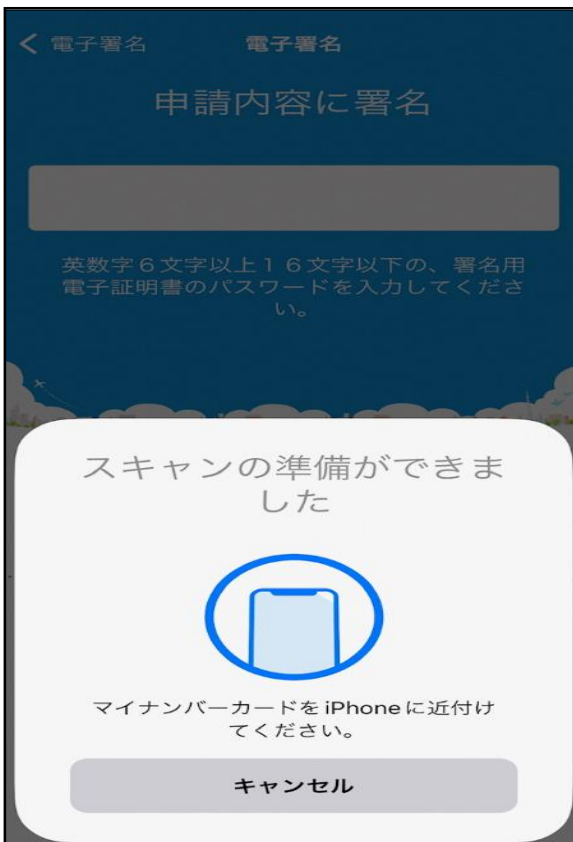 電子署名 電子署名
申請内容に署名
英数字6文字以上16文字以下の、署名用
電子証明書のパスワードを入力してくださ
い。
スキャンの準備ができま
した
マイナンバーカードをiPhoneに近付け
てください。
キャンセル